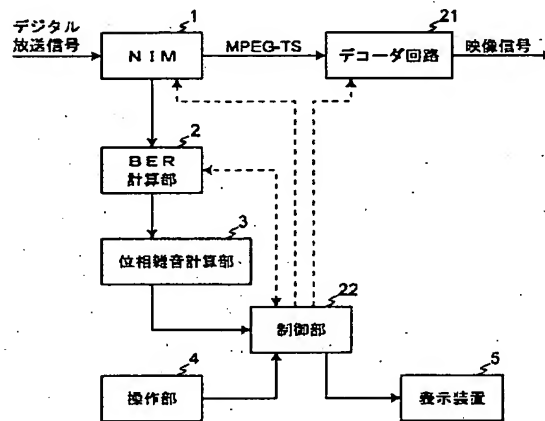 デジタル
放送信号
1
NIM
MPEG-TS
21
デコーダ回路
映像信号
2
BER
計算部
3
位相雑音計算部
22
制御部
4
操作部
5
表示装置